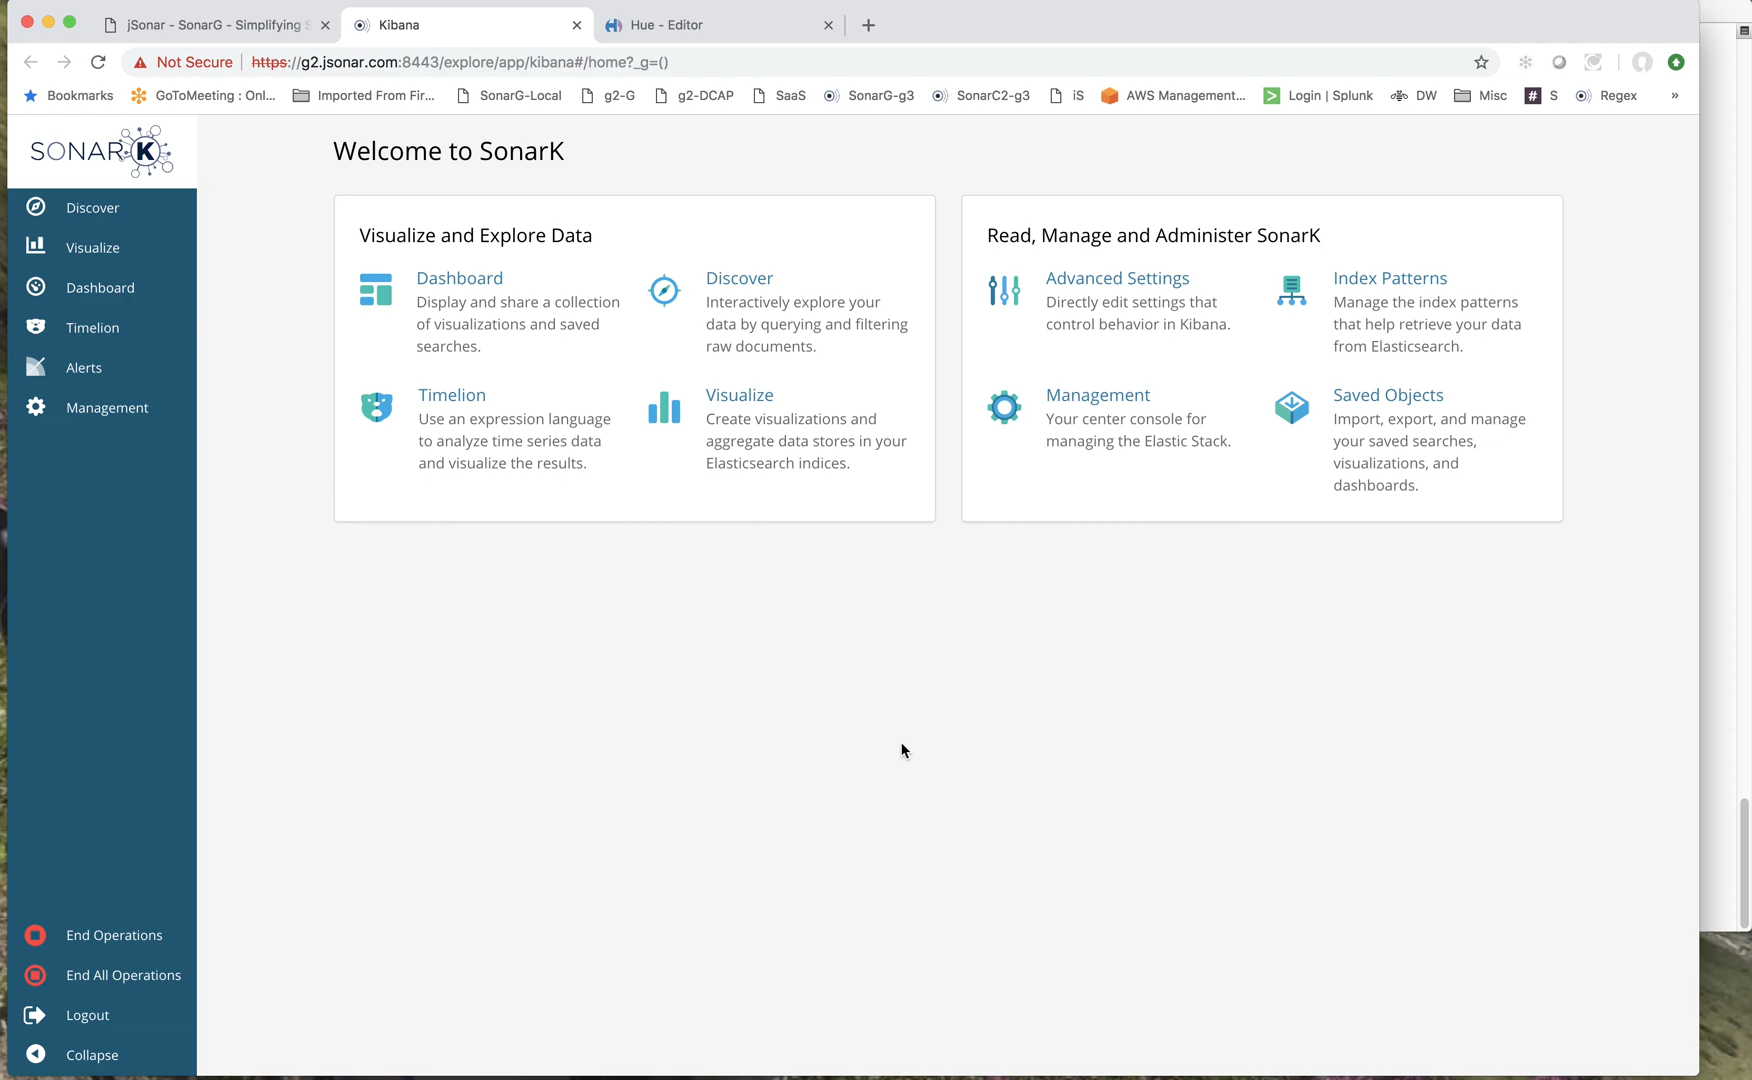 jSonar - SonarG - Simplifying S
Kibana
Hue - Editor
Not Secure https://g2.jsonar.com:8443/explore/app/kibana#/home?_g=()
Bookmarks GoToMeeting : Onl... Imported From Fir... SonarG-Local g2-G g2-DCAP SaaS SonarG-g3 SonarC2-g3 iS AWS Management... Login | Splunk DW Misc # S Regex »
SONAR K
Discover
Visualize
Dashboard
Timelion
Alerts
Management
End Operations
End All Operations
Logout
Collapse
Welcome to SonarK
Visualize and Explore Data
Dashboard
Display and share a collection
of visualizations and saved
searches.
Discover
Interactively explore your
data by querying and filtering
raw documents.
Timelion
Use an expression language
to analyze time series data
and visualize the results.
Visualize
Create visualizations and
aggregate data stores in your
Elasticsearch indices.
Read, Manage and Administer SonarK
Advanced Settings
Directly edit settings that
control behavior in Kibana.
Index Patterns
Manage the index patterns
that help retrieve your data
from Elasticsearch.
Management
Your center console for
managing the Elastic Stack.
Saved Objects
Import, export, and manage
your saved searches,
visualizations, and
dashboards.